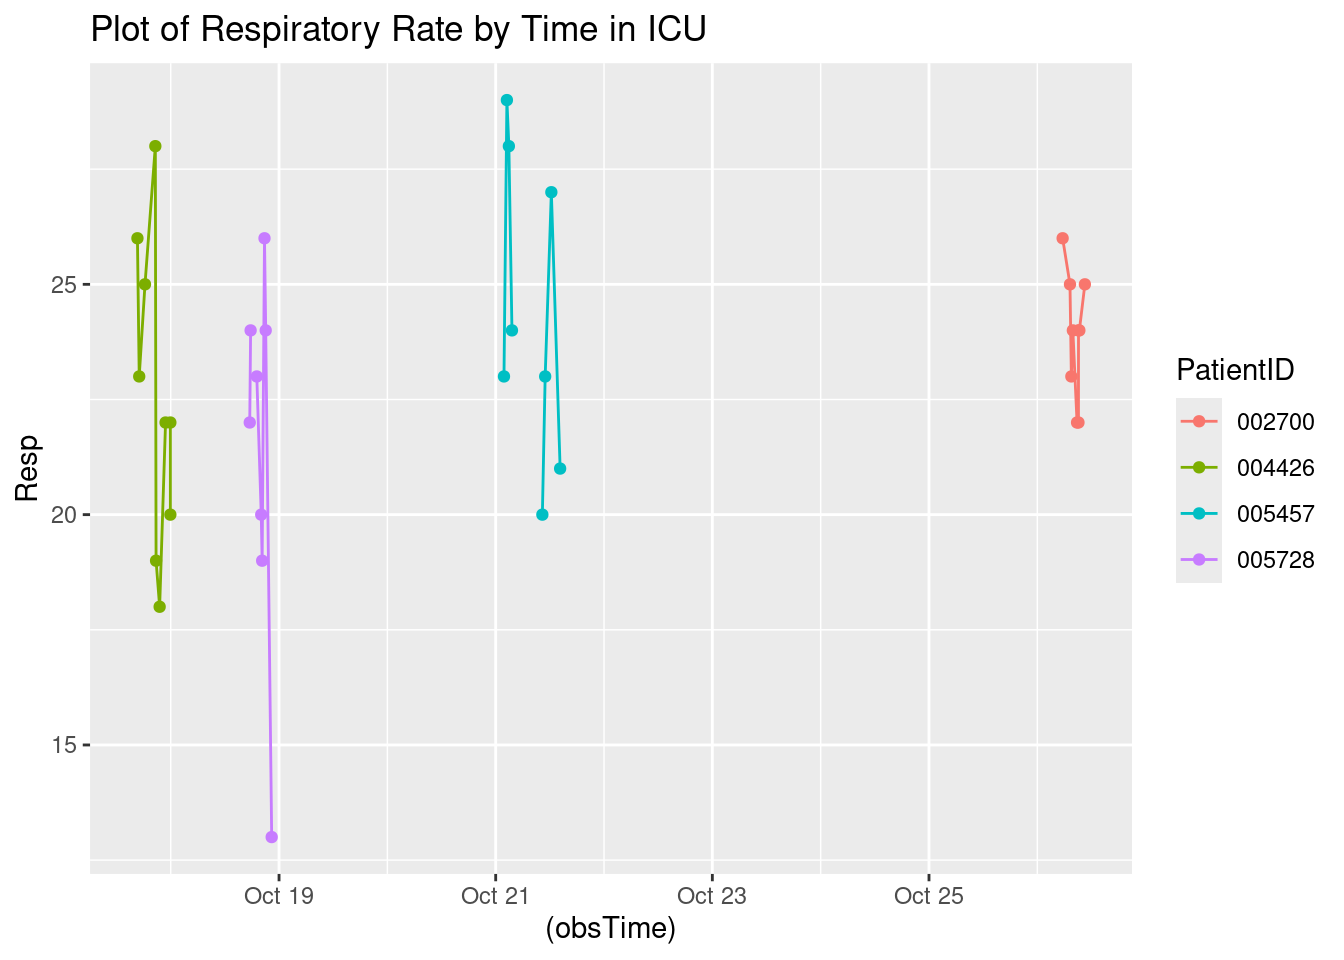 Plot of Respiratory Rate by Time in ICU
Resp
25
20
15
Oct 19
Oct 21
Oct 23
Oct 25
(obsTime)
PatientID
002700
004426
005457
005728